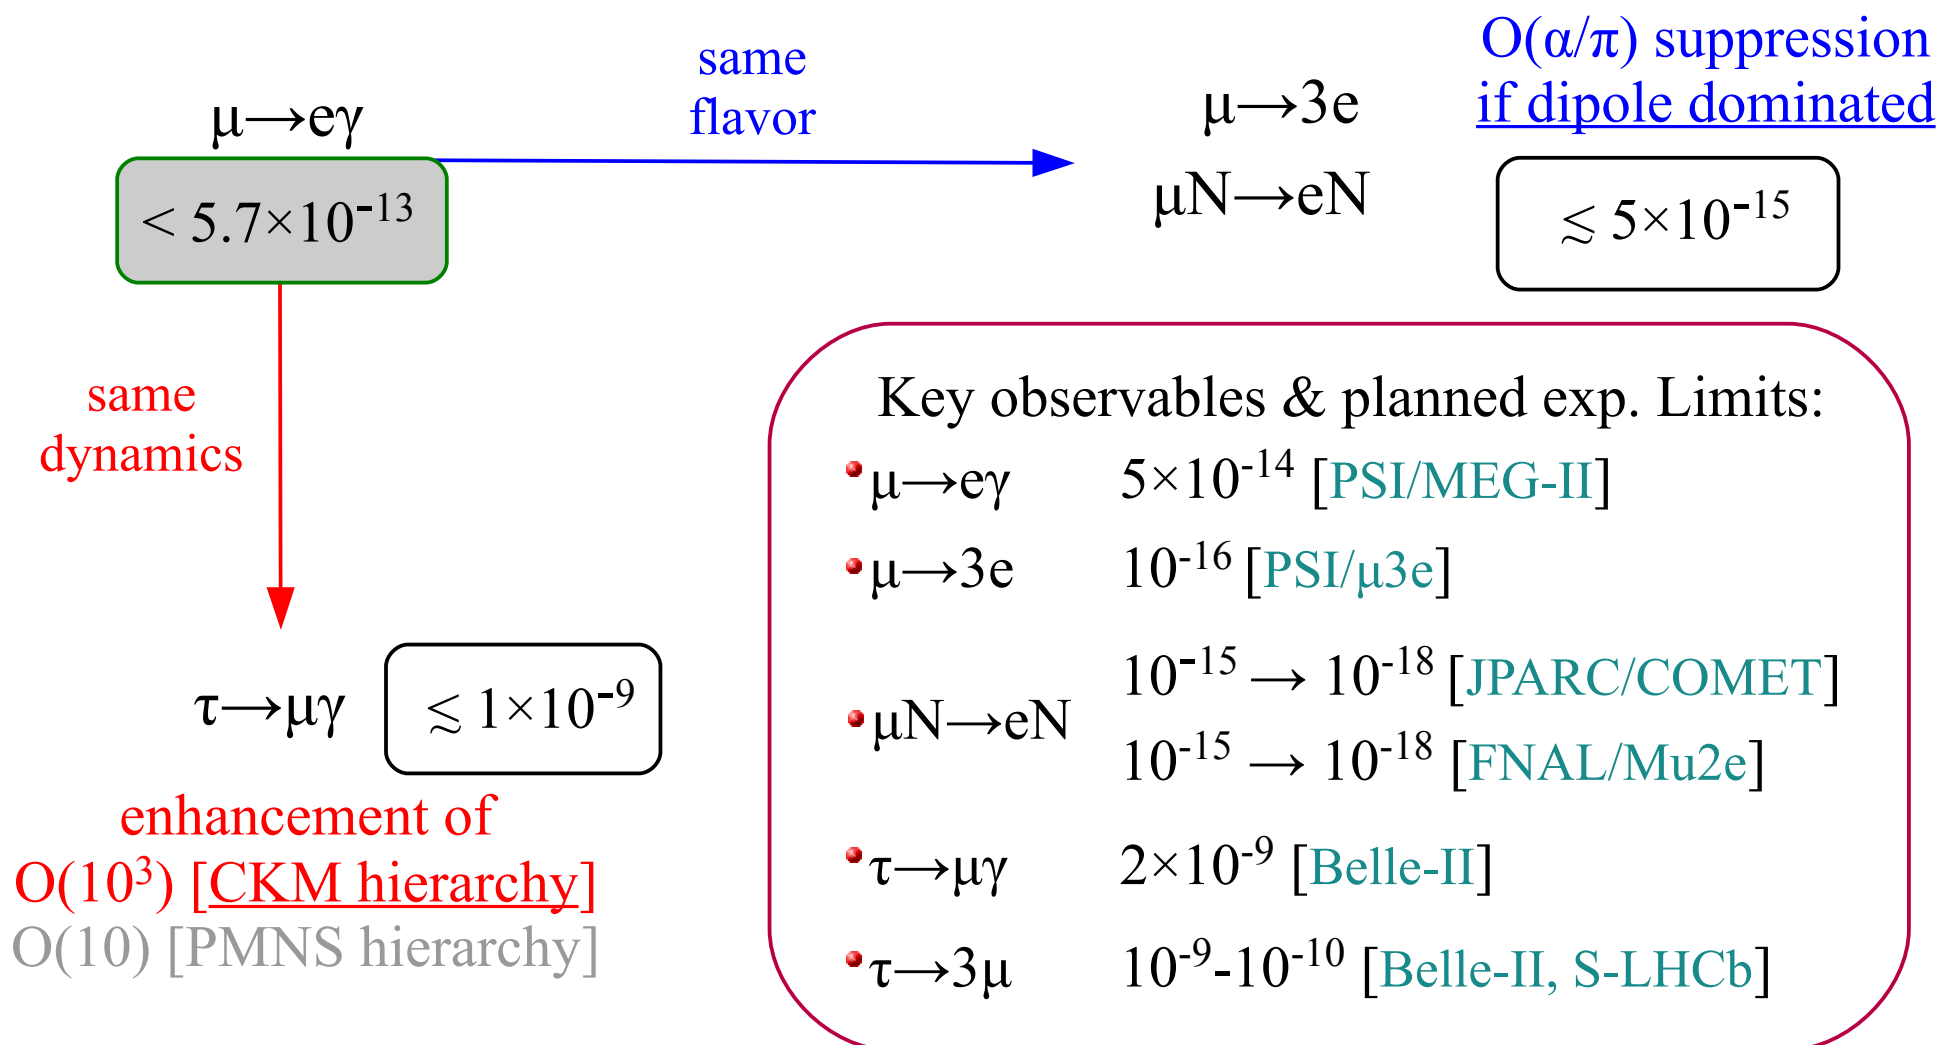 μ→eγ
< 5.7×10⁻¹³
same
flavor
μ→3e
μN→eN
O(α/π) suppression
if dipole dominated
≲ 5×10⁻¹⁵
same
dynamics
τ→μγ
≲ 1×10⁻⁹
enhancement of
O(10³) [CKM hierarchy]
O(10) [PMNS hierarchy]
Key observables & planned exp. Limits:
μ→eγ 5×10⁻¹⁴ [PSI/MEG-II]
μ→3e 10⁻¹⁶ [PSI/μ3e]
μN→eN 10⁻¹⁵ → 10⁻¹⁸ [JPARC/COMET]
10⁻¹⁵ → 10⁻¹⁸ [FNAL/Mu2e]
τ→μγ 2×10⁻⁹ [Belle-II]
τ→3μ 10⁻⁹-10⁻¹⁰ [Belle-II, S-LHCb]